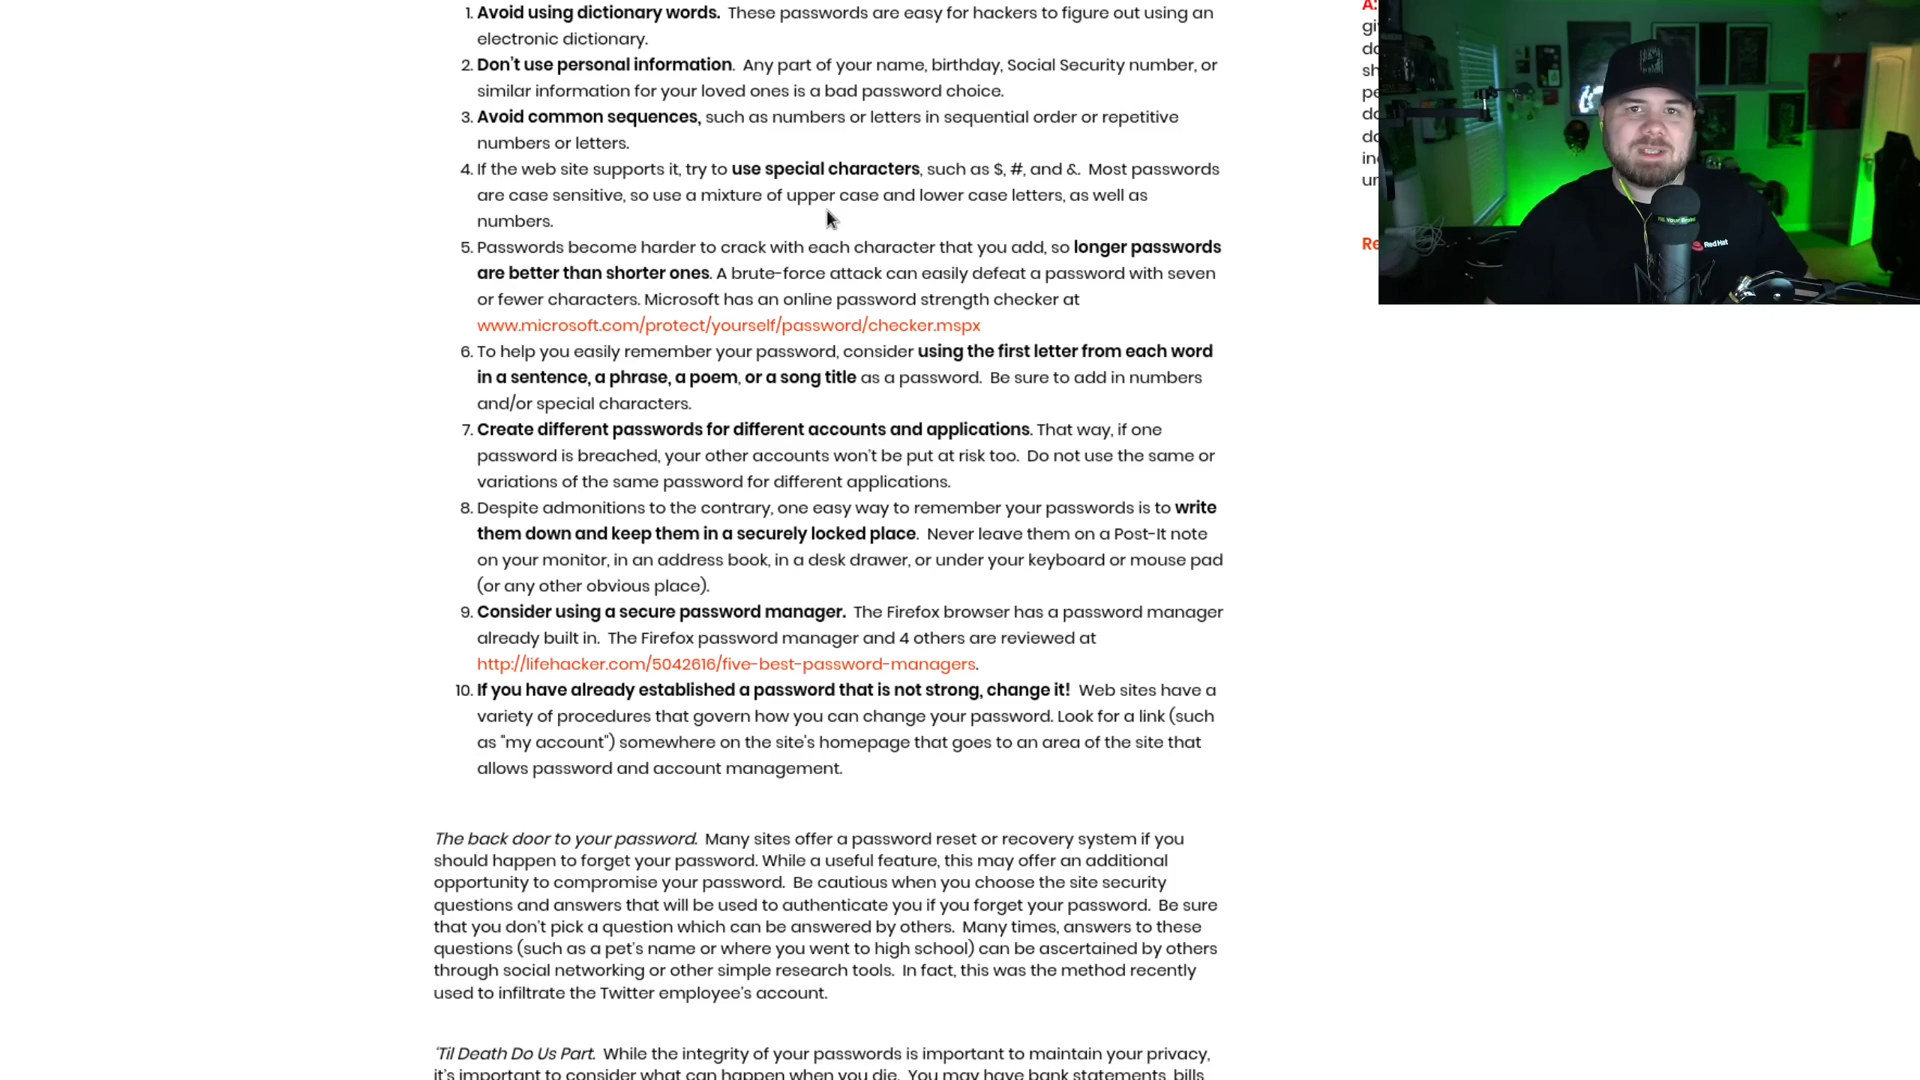 1. Avoid using dictionary words. These passwords are easy for hackers to figure out using an
electronic dictionary.
2. Don't use personal information. Any part of your name, birthday, Social Security number, or
similar information for your loved ones is a bad password choice.
3. Avoid common sequences, such as numbers or letters in sequential order or repetitive
numbers or letters.
4. If the web site supports it, try to use special characters, such as $, #, and &. Most passwords
are case sensitive, so use a mixture of upper case and lower case letters, as well as
numbers.
5. Passwords become harder to crack with each character that you add, so longer passwords
are better than shorter ones. A brute-force attack can easily defeat a password with seven
or fewer characters. Microsoft has an online password strength checker at
www.microsoft.com/protect/yourself/password/checker.mspx
6. To help you easily remember your password, consider using the first letter from each word
in a sentence, a phrase, a poem, or a song title as a password. Be sure to add in numbers
and/or special characters.
7. Create different passwords for different accounts and applications. That way, if one
password is breached, your other accounts won't be put at risk too. Do not use the same or
variations of the same password for different applications.
8. Despite admonitions to the contrary, one easy way to remember your passwords is to write
them down and keep them in a securely locked place. Never leave them on a Post-It note
on your monitor, in an address book, in a desk drawer, or under your keyboard or mouse pad
(or any other obvious place).
9. Consider using a secure password manager. The Firefox browser has a password manager
already built in. The Firefox password manager and 4 others are reviewed at
http://lifehacker.com/5042616/five-best-password-managers.
10. If you have already established a password that is not strong, change it! Web sites have a
variety of procedures that govern how you can change your password. Look for a link (such
as "my account") somewhere on the site's homepage that goes to an area of the site that
allows password and account management.
The back door to your password. Many sites offer a password reset or recovery system if you
should happen to forget your password. While a useful feature, this may offer an additional
opportunity to compromise your password. Be cautious when you choose the site security
questions and answers that will be used to authenticate you if you forget your password. Be sure
that you don't pick a question which can be answered by others. Many times, answers to these
questions (such as a pet's name or where you went to high school) can be ascertained by others
through social networking or other simple research tools. In fact, this was the method recently
used to infiltrate the Twitter employee's account.
'Til Death Do Us Part. While the integrity of your passwords is important to maintain your privacy,
it's important to consider what can happen when you die. You may have bank statements, bills,
A:
Re
Red Hat